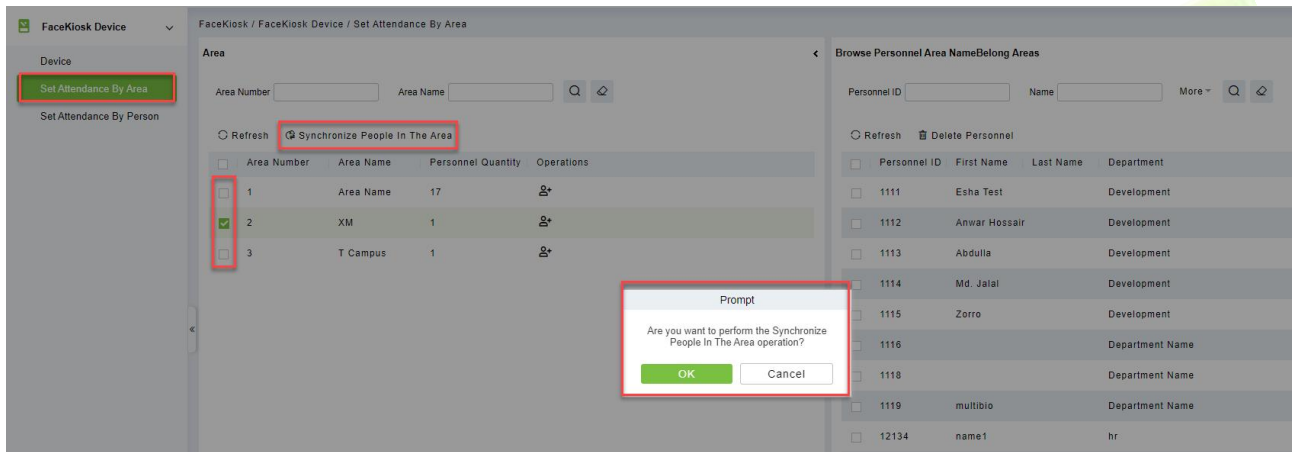 FaceKiosk Device
Device
Set Attendance By Area
Set Attendance By Person
FaceKiosk / FaceKiosk Device / Set Attendance By Area
Area
Area Number
Area Name
Refresh
Synchronize People In The Area
Area Number Area Name Personnel Quantity Operations
1 Area Name 17
2 XM 1
3 T Campus 1
Prompt
Are you want to perform the Synchronize
People In The Area operation?
OK
Cancel
Browse Personnel Area NameBelong Areas
Personnel ID
Name
More
Refresh
Delete Personnel
Personnel ID First Name Last Name Department
1111 Esha Test Development
1112 Anwar Hossair Development
1113 Abdulla Development
1114 Md. Jalal Development
1115 Zorro Development
1116 Department Name
1118 Department Name
1119 multibio Department Name
12134 name1 hr